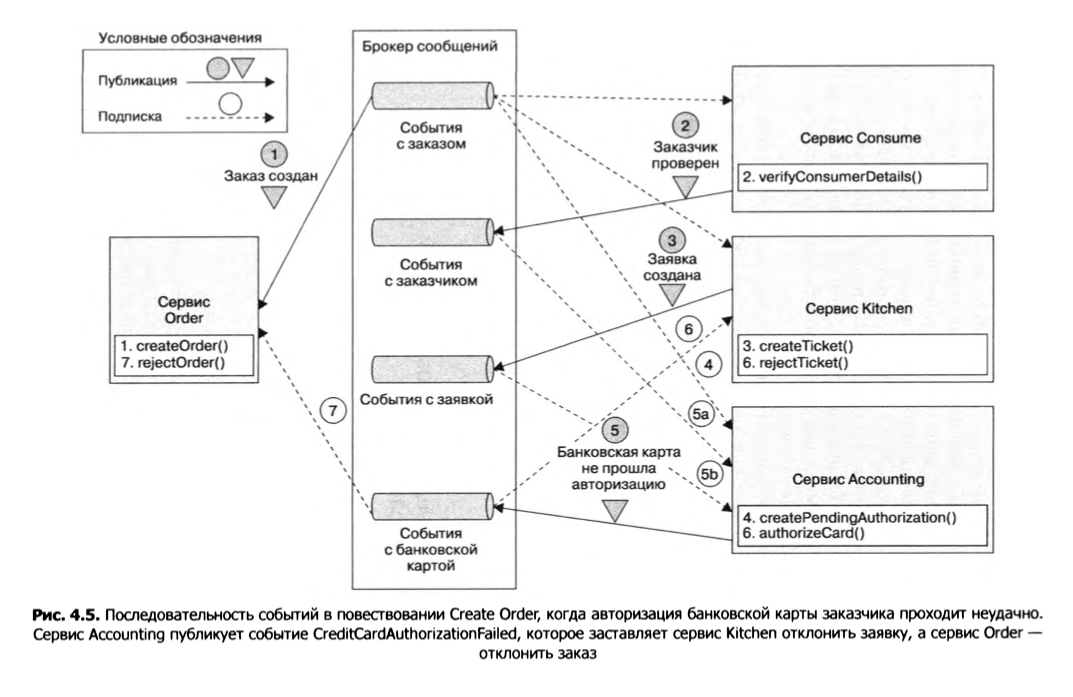 Условные обозначения
Публикация
Подписка
Брокер сообщений
События
с заказом
События
с заказчиком
События с заявкой
События
с банковской
картой
1
Заказ создан
Сервис
Order
1. createOrder()
7. rejectOrder()
7
2
Заказчик
проверен
Сервис Consume
2. verifyConsumerDetails()
3
Заявка
создана
Сервис Kitchen
3. createTicket()
6. rejectTicket()
6
4
5a
5b
5
Банковская карта
не прошла
авторизацию
Сервис Accounting
4. createPendingAuthorization()
6. authorizeCard()
Рис. 4.5. Последовательность событий в повествовании Create Order, когда авторизация банковской карты заказчика проходит неудачно.
Сервис Accounting публикует событие CreditCardAuthorizationFailed, которое заставляет сервис Kitchen отклонить заявку, а сервис Order —
отклонить заказ